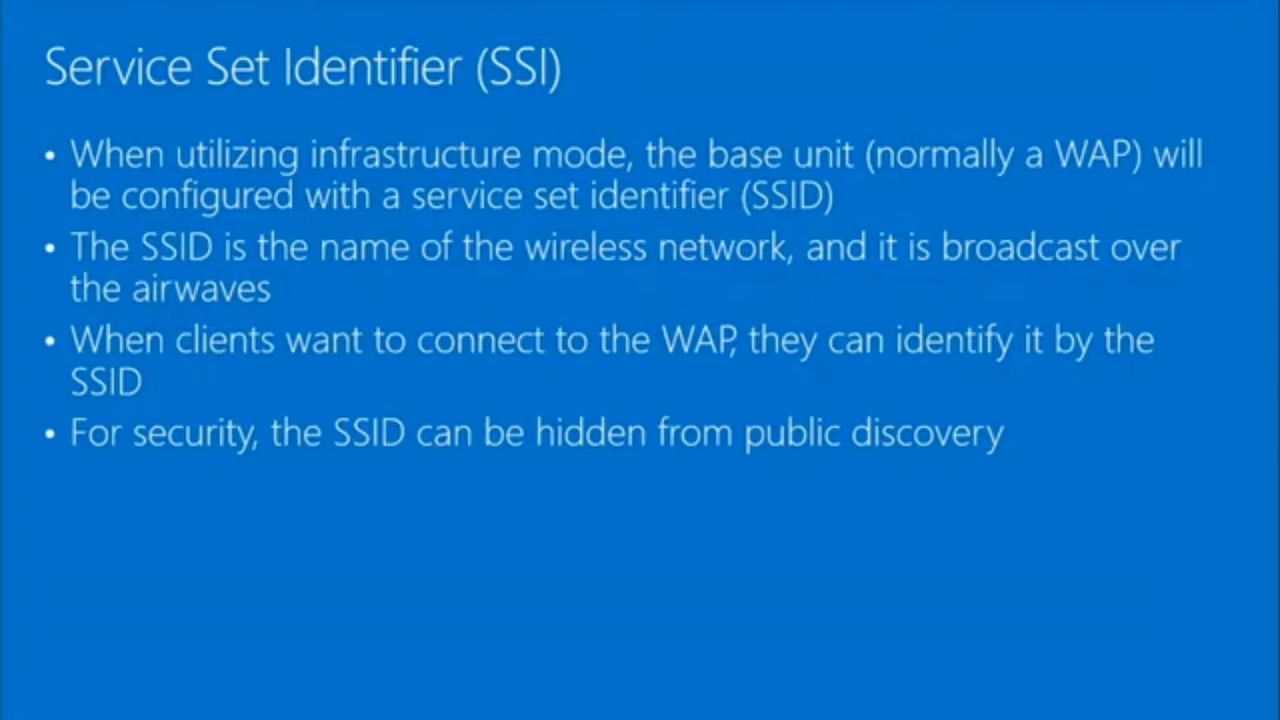 Service Set Identifier (SSI)
• When utilizing infrastructure mode, the base unit (normally a WAP) will
be configured with a service set identifier (SSID)
• The SSID is the name of the wireless network, and it is broadcast over
the airwaves
• When clients want to connect to the WAP, they can identify it by the
SSID
• For security, the SSID can be hidden from public discovery